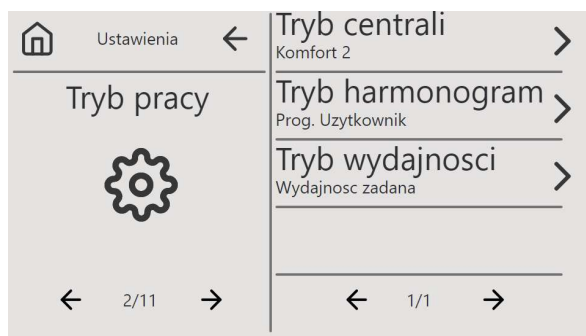 Ustawienia
Tryb pracy
2/11
Tryb centrali
Komfort 2
Tryb harmonogram
Prog. Uzytkownik
Tryb wydajnosci
Wydajnosc zadana
1/1